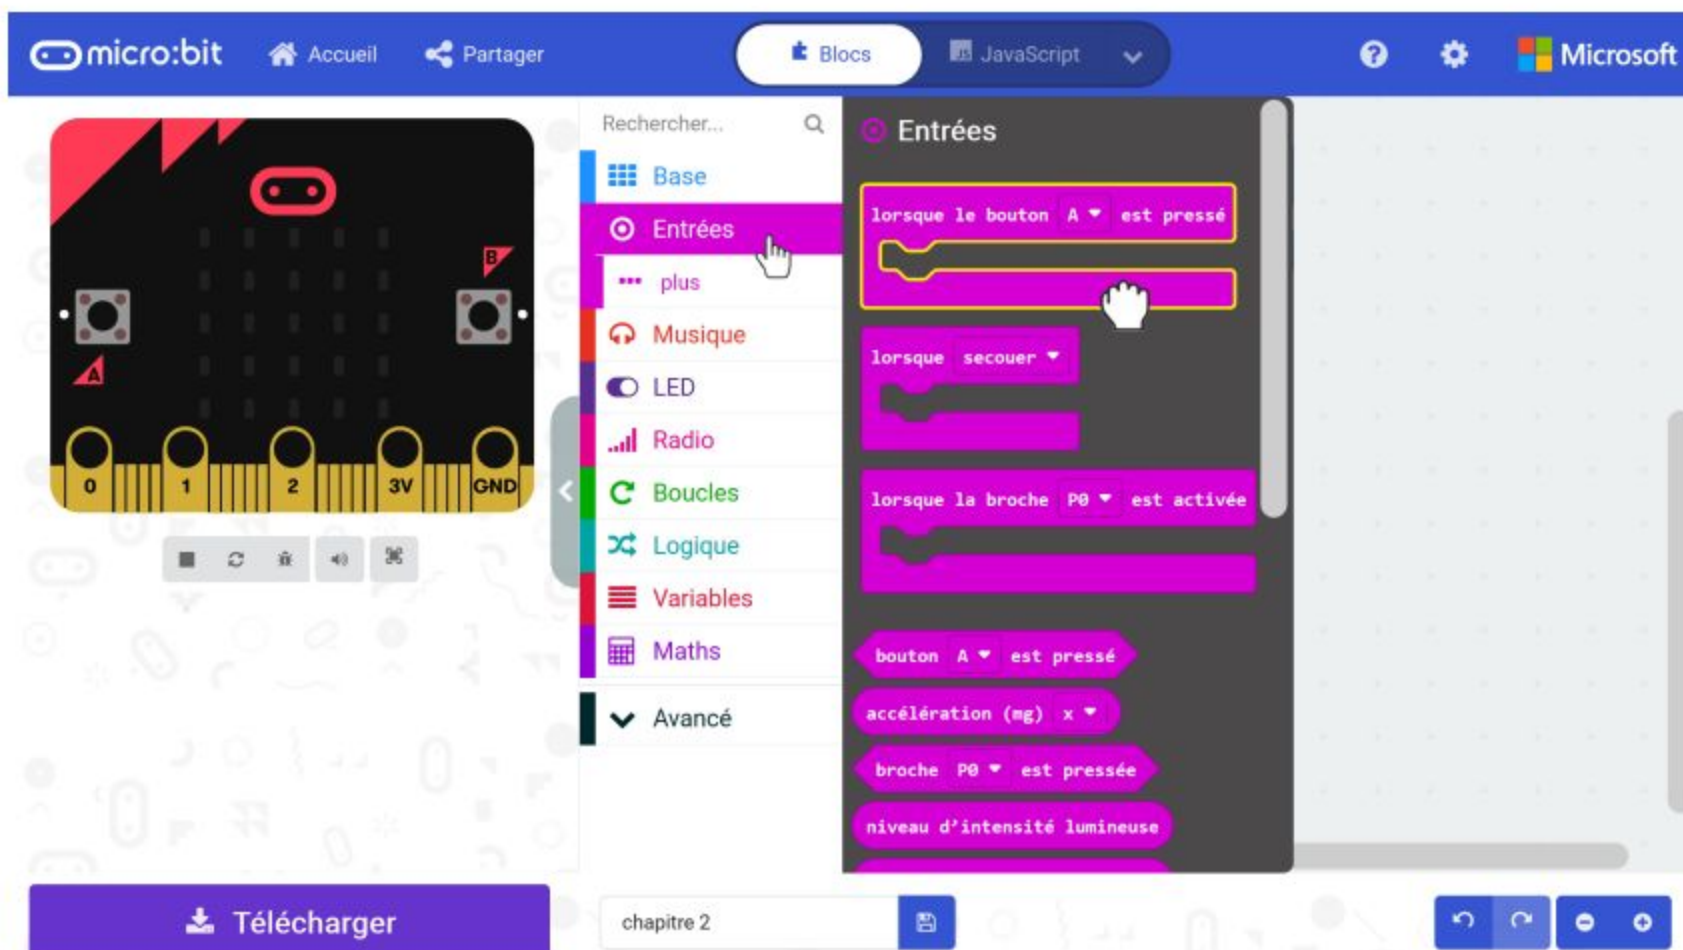 micro:bit Accueil Partager Blocs JS JavaScript ? Microsoft
Rechercher...
Base
Entrées
plus
Musique
LED
Radio
Boucles
Logique
Variables
Maths
Avancé
Entrées
lorsque le bouton A est pressé
lorsque secouer
lorsque la broche P0 est activée
bouton A est pressé
accélération (mg) x
broche P0 est pressée
niveau d'intensité lumineuse
B
A
0 1 2 3V GND
Télécharger
chapitre 2